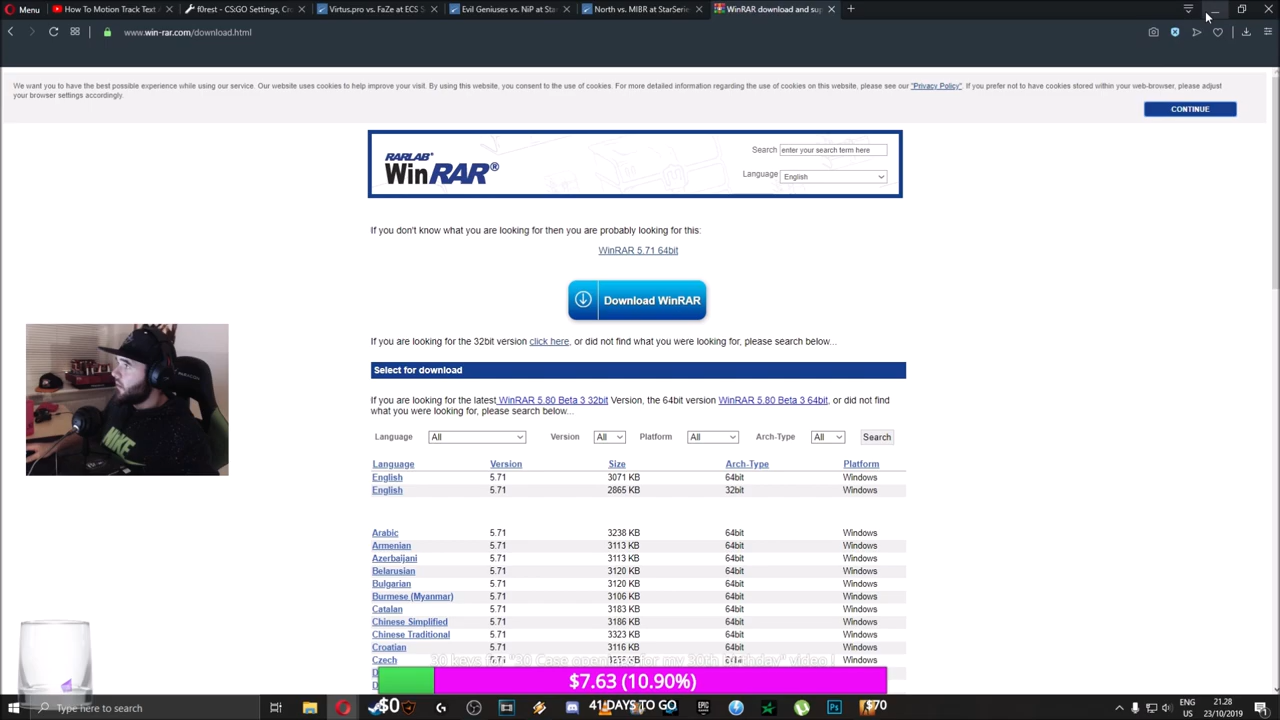 Menu
How To Motion Track Text A
f0rest - CS:GO Settings, Cr
Virtus.pro vs. FaZe at ECS S
Evil Geniuses vs. NiP at Sta
North vs. MIBR at StarSerie
WinRAR download and sup
www.win-rar.com/download.html
We want you to have the best possible experience while using our service. Our website uses cookies to help improve your visit. By using this website, you consent to the use of cookies. For more detailed information regarding the use of cookies on this website, please see our "Privacy Policy". If you prefer not to have cookies stored within your web-browser, please adjust
your browser settings accordingly.
CONTINUE
RARLAB®
WinRAR®
Search enter your search term here
Language English
If you don't know what you are looking for then you are probably looking for this:
WinRAR 5.71 64bit
Download WinRAR
If you are looking for the 32bit version click here, or did not find what you were looking for, please search below...
Select for download
If you are looking for the latest WinRAR 5.80 Beta 3 32bit Version, the 64bit version WinRAR 5.80 Beta 3 64bit, or did not find
what you were looking for, please search below...
Language All Version All Platform All Arch-Type All Search
Language Version Size Arch-Type Platform
English 5.71 3071 KB 64bit Windows
English 5.71 2865 KB 32bit Windows
Arabic 5.71 3238 KB 64bit Windows
Armenian 5.71 3113 KB 64bit Windows
Azerbaijani 5.71 3113 KB 64bit Windows
Belarusian 5.71 3120 KB 64bit Windows
Bulgarian 5.71 3120 KB 64bit Windows
Burmese (Myanmar) 5.71 3106 KB 64bit Windows
Catalan 5.71 3183 KB 64bit Windows
Chinese Simplified 5.71 3186 KB 64bit Windows
Chinese Traditional 5.71 3323 KB 64bit Windows
Croatian 5.71 64bit Windows
Czech 5.71 Windows
30 keys for "30 Case openings for my 30th birthday" video !
$7.63 (10.90%)
$0 41 DAYS TO GO $70
Type here to search
ENG
US
21.28
23/10/2019